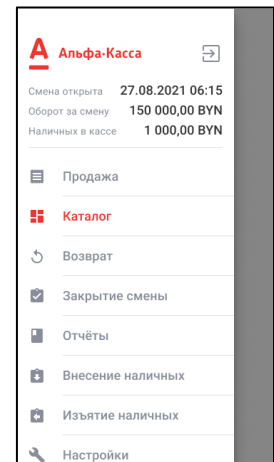 Альфа·Касса
Смена открыта 27.08.2021 06:15
Оборот за смену 150 000,00 BYN
Наличных в кассе 1 000,00 BYN
Продажа
Каталог
Возврат
Закрытие смены
Отчёты
Внесение наличных
Изъятие наличных
Настройки